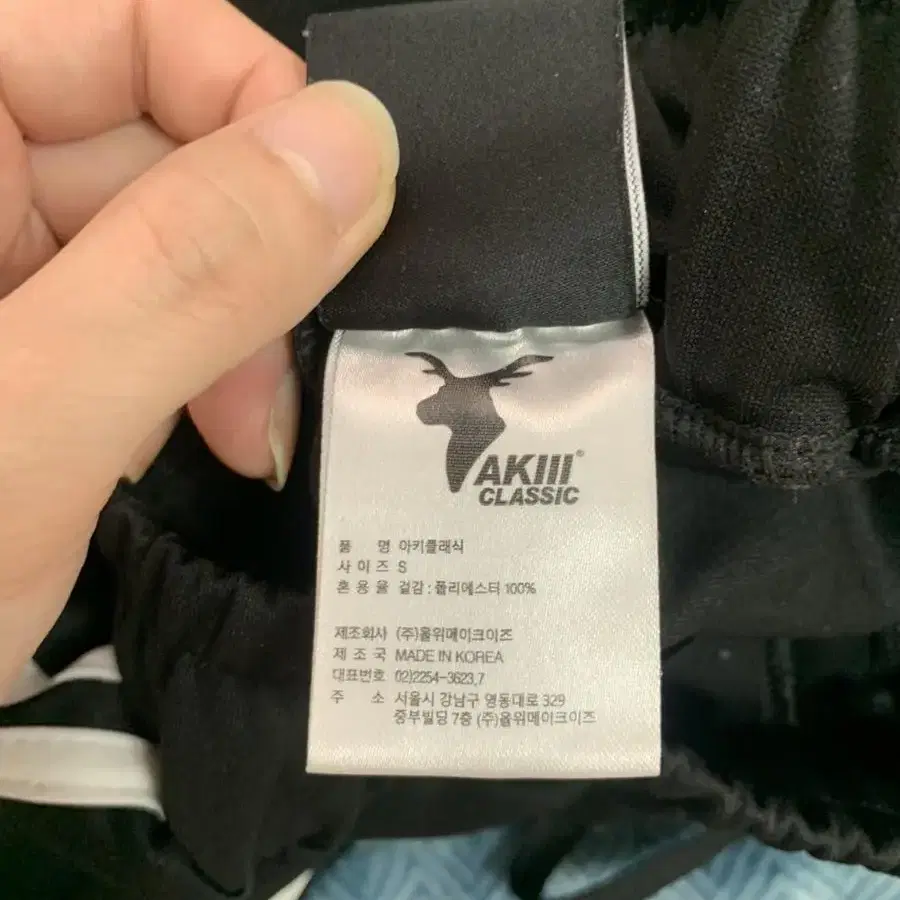 AKIII®
CLASSIC
품 명 아키클래식
사이즈 S
혼용율 겉감 : 폴리에스터 100%
제조회사 (주)올위메이크이즈
제조국 MADE IN KOREA
대표번호 02)2254-3623,7
주 소 서울시 강남구 영동대로 329
중부빌딩 7층 (주)올위메이크이즈